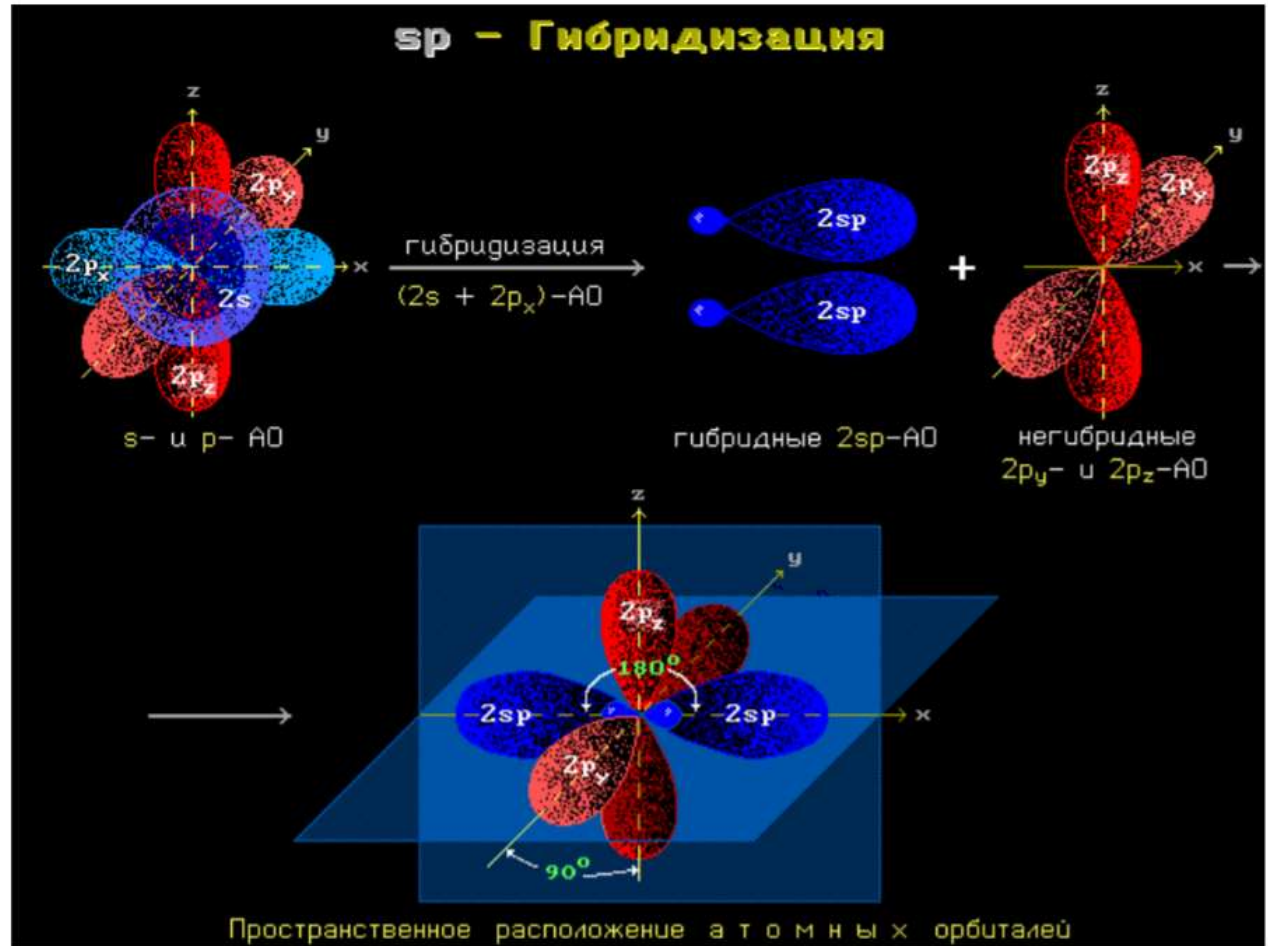 sp – Гибридизация
z
y
2pY
2px
2s
x
2pz
s– и p– АО
гибридизация
(2s + 2px)–АО
2sp
2sp
+
z
y
2pz
2pY
x
гибридные 2sp–АО
негибридные
2py– и 2pz–АО
z
y
2pz
180°
2sp
2sp
x
2pY
90°
Пространственное расположение а т о м н ы х орбиталей